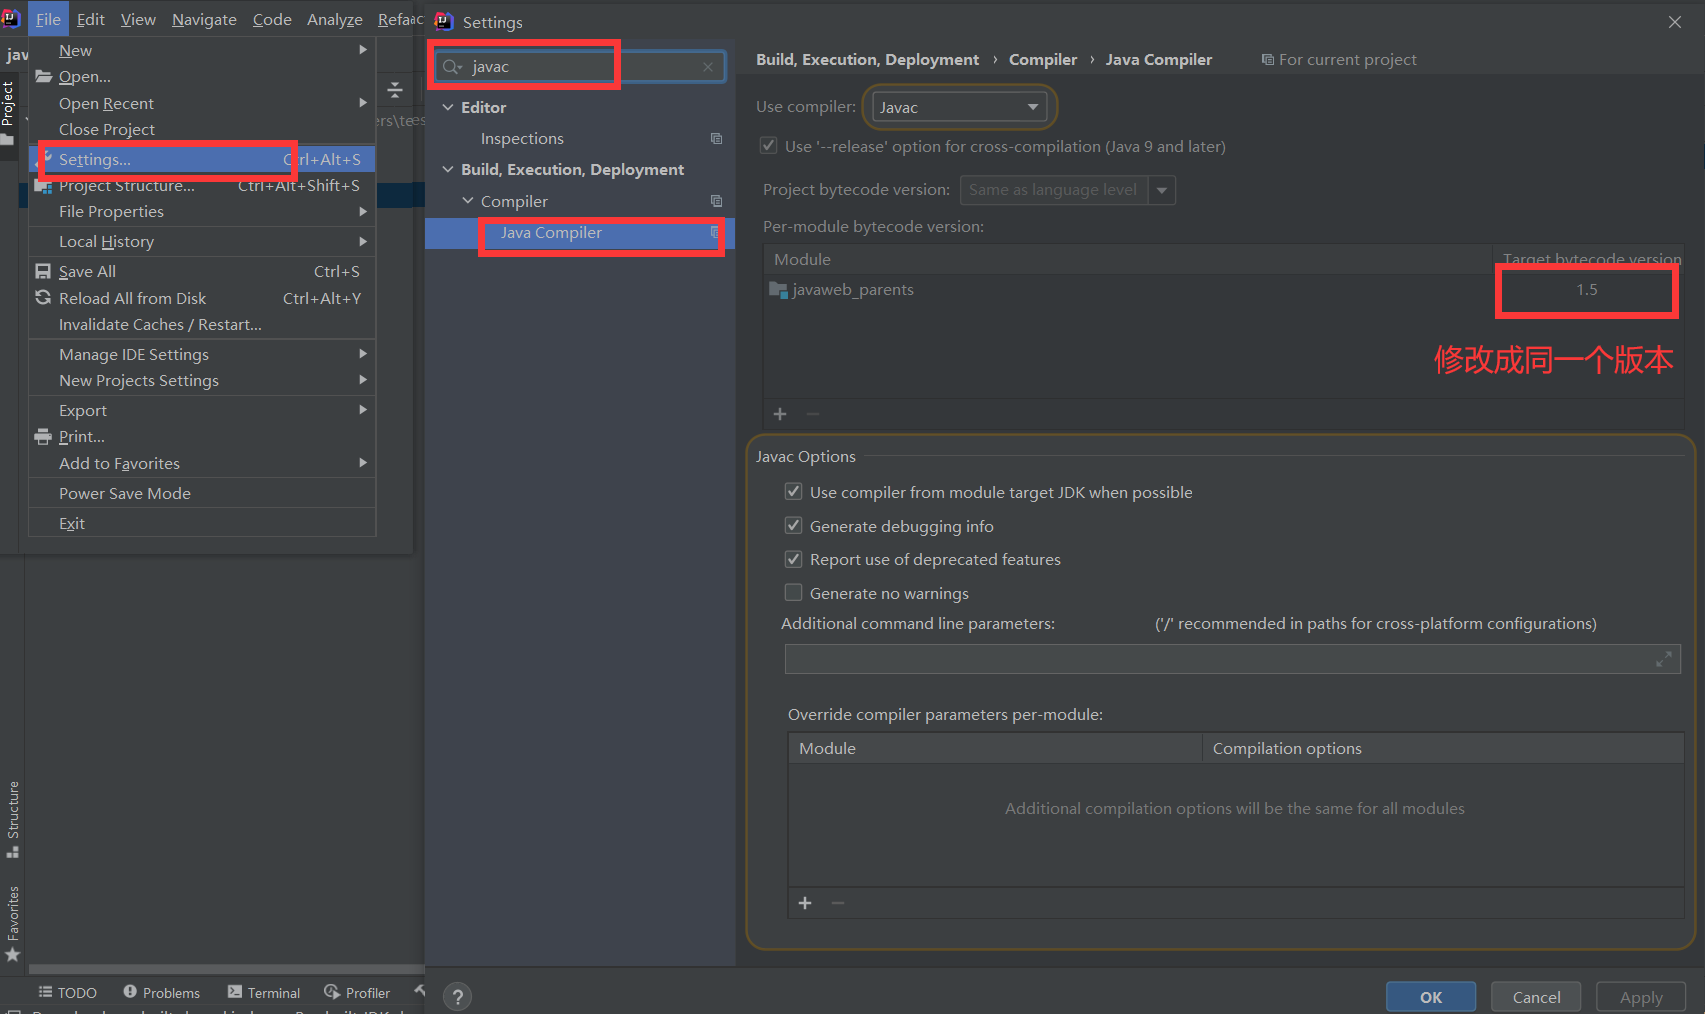 File Edit View Navigate Code Analyze Refac
jav
Project
New
Open...
Open Recent
Close Project
Settings... Ctrl+Alt+S
Project Structure... Ctrl+Alt+Shift+S
File Properties
Local History
Save All Ctrl+S
Reload All from Disk Ctrl+Alt+Y
Invalidate Caches / Restart...
Manage IDE Settings
New Projects Settings
Export
Print...
Add to Favorites
Power Save Mode
Exit
Structure
Favorites
TODO Problems Terminal Profiler
Settings
javac
Editor
Inspections
Build, Execution, Deployment
Compiler
Java Compiler
Build, Execution, Deployment › Compiler › Java Compiler For current project
Use compiler: Javac
Use '--release' option for cross-compilation (Java 9 and later)
Project bytecode version: Same as language level
Per-module bytecode version:
Module Target bytecode version
javaweb_parents 1.5
修改成同一个版本
Javac Options
Use compiler from module target JDK when possible
Generate debugging info
Report use of deprecated features
Generate no warnings
Additional command line parameters: ('/' recommended in paths for cross-platform configurations)
Override compiler parameters per-module:
Module Compilation options
Additional compilation options will be the same for all modules
? OK Cancel Apply